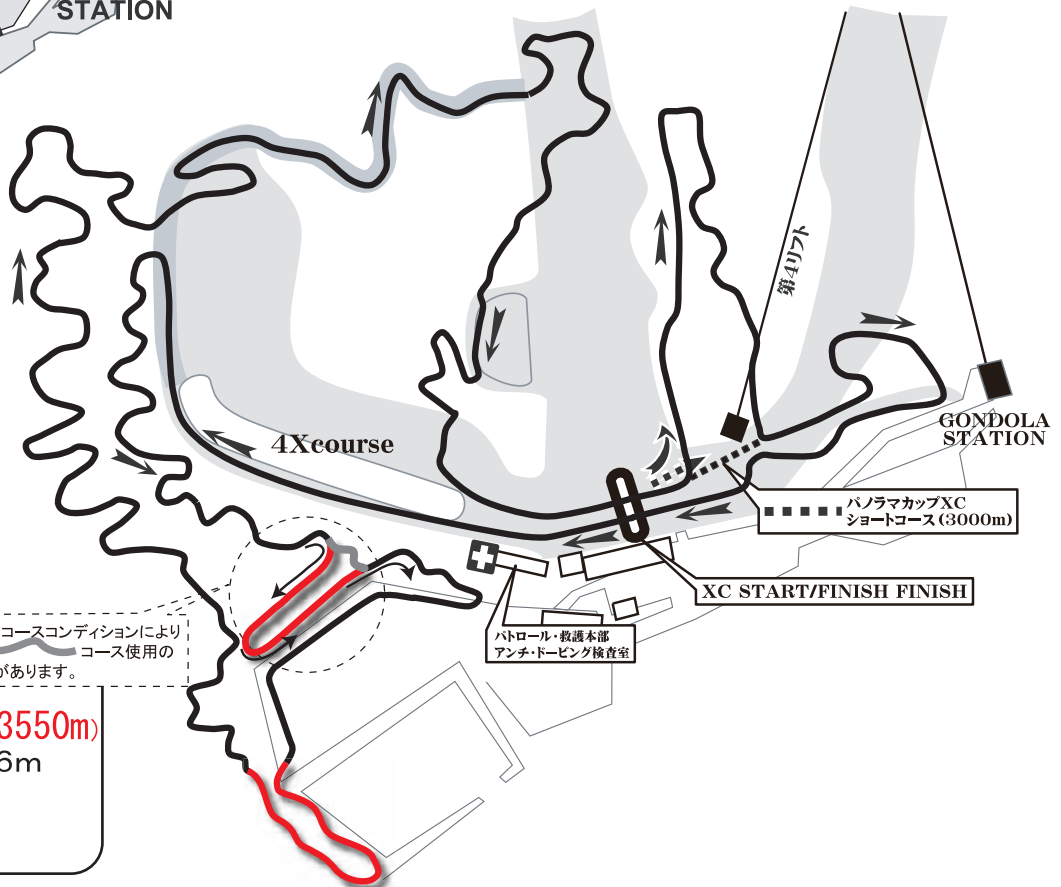 STATION
第4リフト
4Xcourse
GONDOLA
STATION
パノラマカップXC
ショートコース (3000m)
XC START/FINISH FINISH
パトロール・救護本部
アンチ・ドーピング検査室
コースコンディションにより
コース使用の
があります。
3550m)
6m